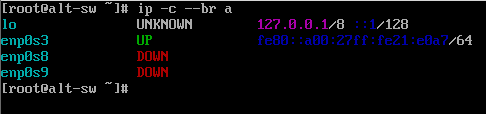 [root@alt-sw ~]# ip -c --br a
lo UNKNOWN 127.0.0.1/8 ::1/128
enp0s3 UP fe80::a00:27ff:fe21:e0a7/64
enp0s8 DOWN
enp0s9 DOWN
[root@alt-sw ~]#